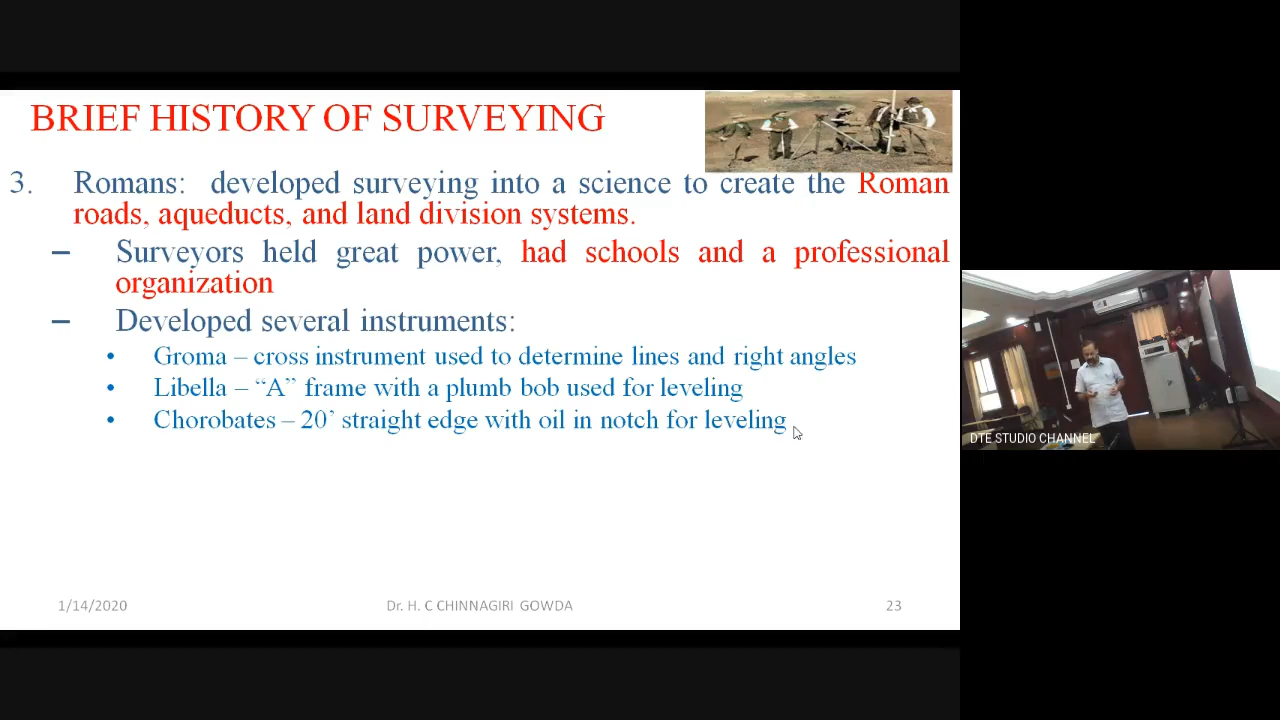 BRIEF HISTORY OF SURVEYING
3. Romans: developed surveying into a science to create the Roman
roads, aqueducts, and land division systems.
– Surveyors held great power, had schools and a professional
organization
– Developed several instruments:
• Groma – cross instrument used to determine lines and right angles
• Libella – “A” frame with a plumb bob used for leveling
• Chorobates – 20’ straight edge with oil in notch for leveling
1/14/2020 Dr. H. C CHINNAGIRI GOWDA 23
DTE STUDIO CHANNEL